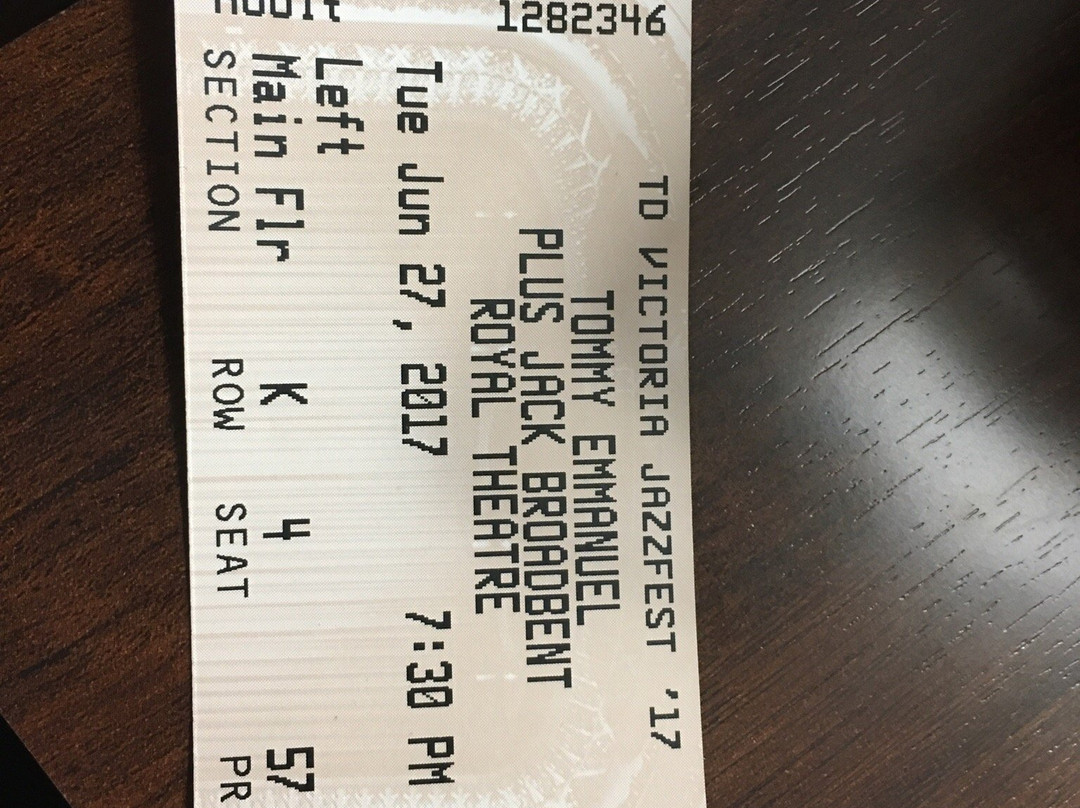 1282346
TD VICTORIA JAZZFEST '17
TOMMY EMMANUEL
PLUS JACK BROADBENT
ROYAL THEATRE
Tue Jun 27, 2017 7:30 PM
Left
Main Flr K 4 57
SECTION ROW SEAT PR